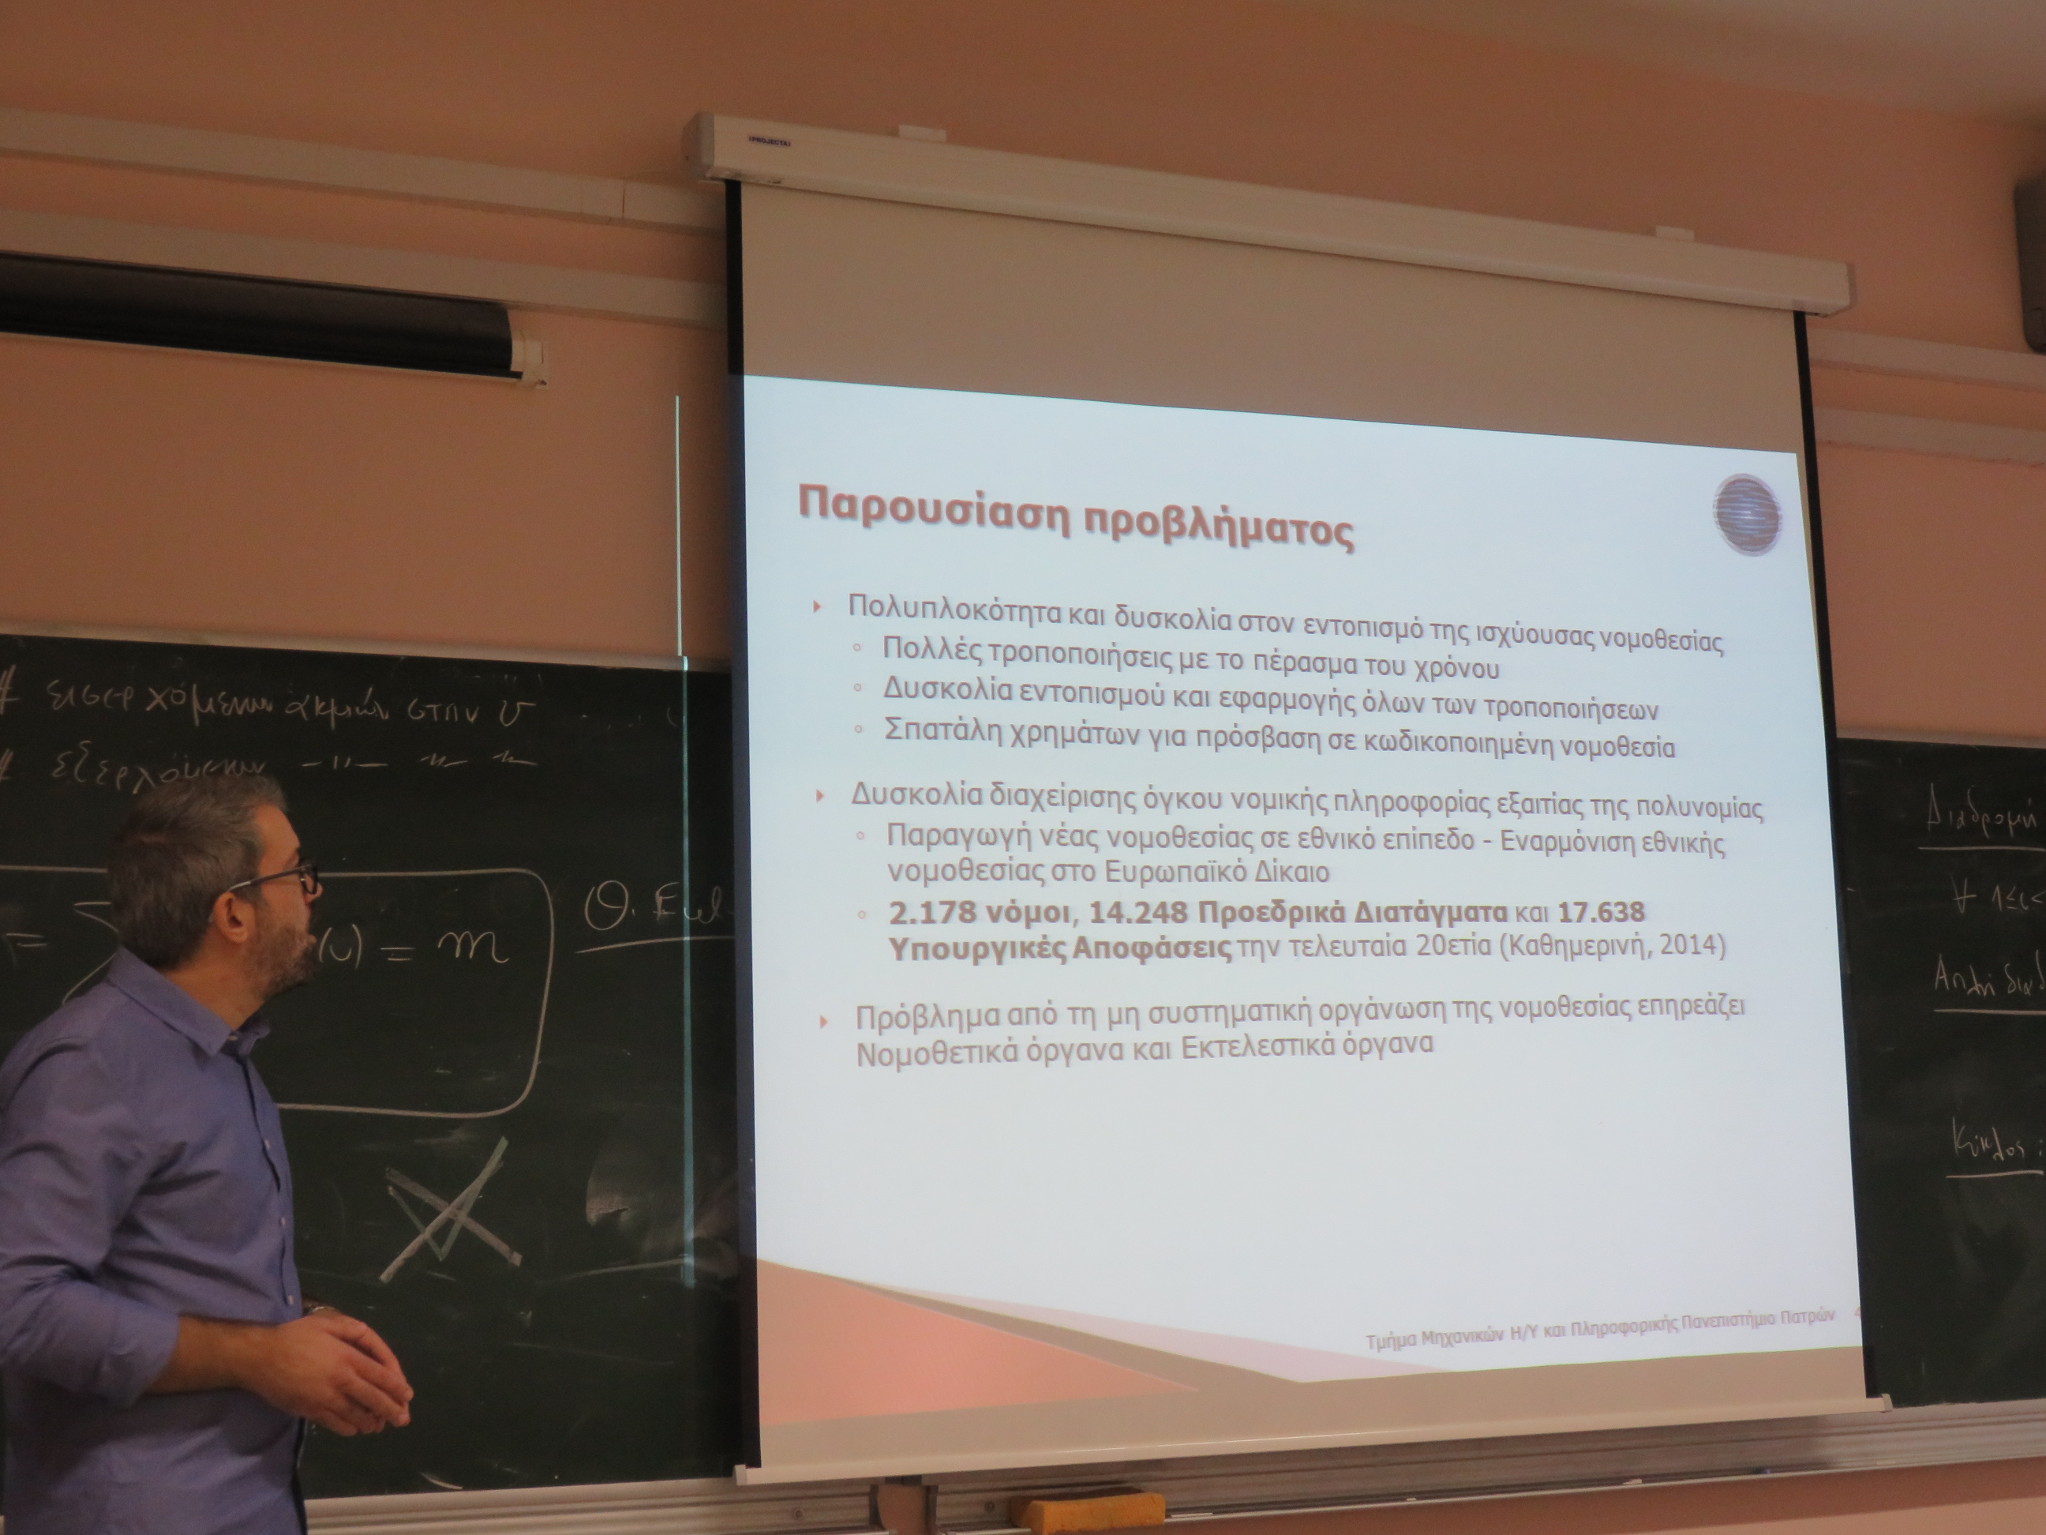 PROJECTA
Παρουσίαση προβλήματος
Πολυπλοκότητα και δυσκολία στον εντοπισμό της ισχύουσας νομοθεσίας
Πολλές τροποποιήσεις με το πέρασμα του χρόνου
Δυσκολία εντοπισμού και εφαρμογής όλων των τροποποιήσεων
Σπατάλη χρημάτων για πρόσβαση σε κωδικοποιημένη νομοθεσία
Δυσκολία διαχείρισης όγκου νομικής πληροφορίας εξαιτίας της πολυνομίας
Παραγωγή νέας νομοθεσίας σε εθνικό επίπεδο - Εναρμόνιση εθνικής
νομοθεσίας στο Ευρωπαϊκό Δίκαιο
2.178 νόμοι, 14.248 Προεδρικά Διατάγματα και 17.638
Υπουργικές Αποφάσεις την τελευταία 20ετία (Καθημερινή, 2014)
Πρόβλημα από τη μη συστηματική οργάνωση της νομοθεσίας επηρεάζει
Νομοθετικά όργανα και Εκτελεστικά όργανα
Τμήμα Μηχανικών Η/Υ και Πληροφορικής Πανεπιστήμιο Πατρών 4
# εισερχόμενων ακμών στην υ
# εξερχόμενων -"-
(υ) = m
Θ.
Διαδρομή
Κύκλος :